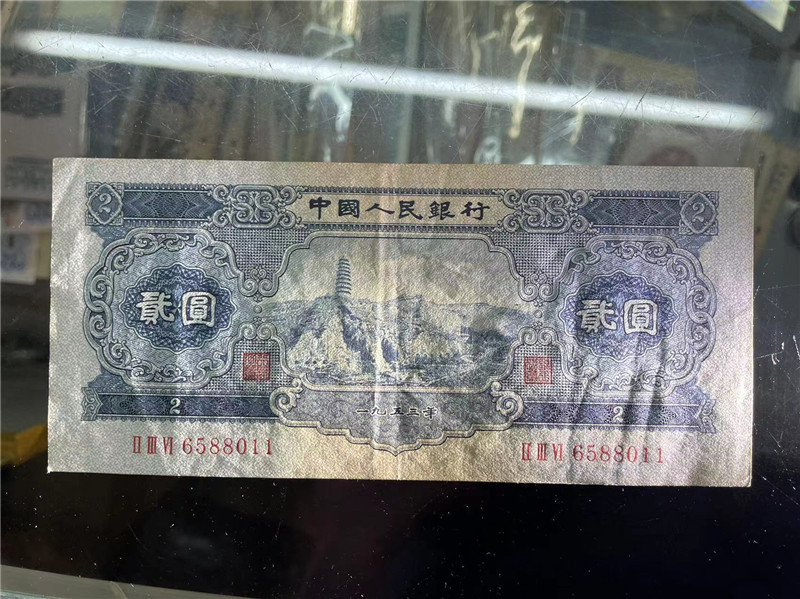 2 中國人民銀行 2
貳圓 貳圓
2 一九五三年 2
II III VI 6588011 II III VI 6588011